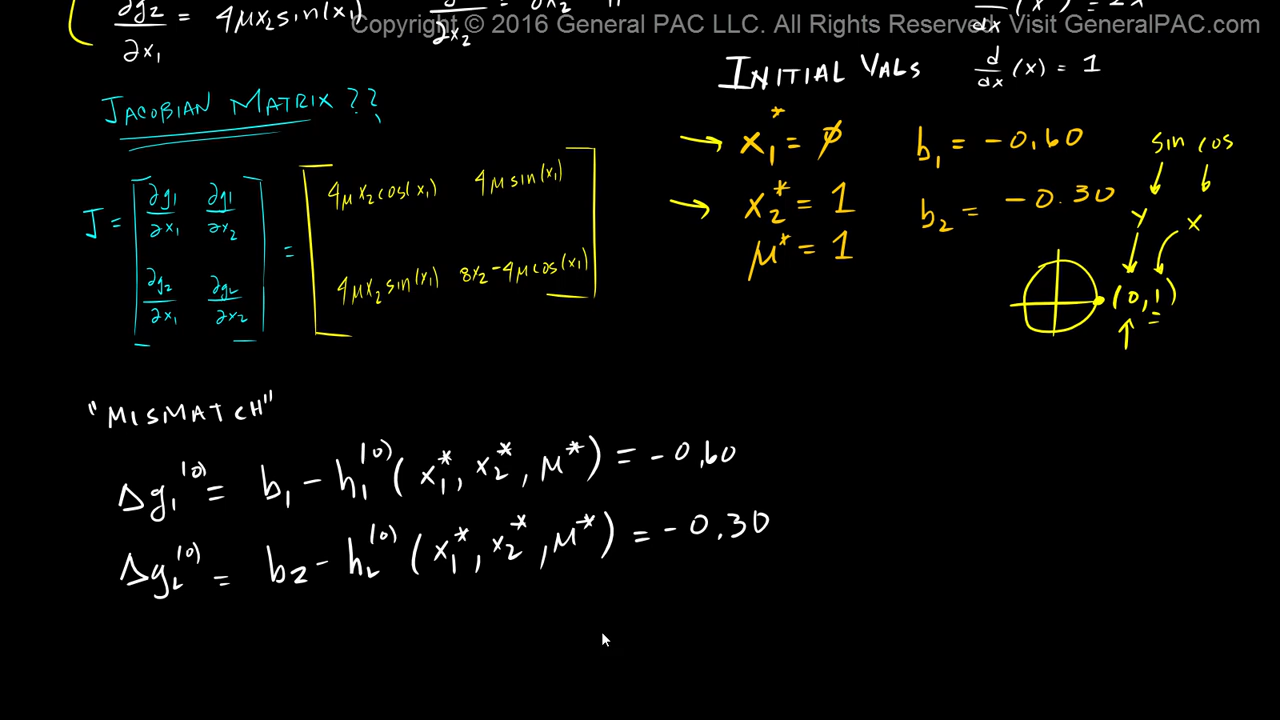 ∂g2/∂x1 = 4μx2sin(x1)
Copyright © 2016 General PAC LLC. All Rights Reserved. Visit GeneralPAC.com
INITIAL VALS
d/dx (x) = 1
JACOBIAN MATRIX ??
x1* = ∅
b1 = -0.60
x2* = 1
b2 = -0.30
μ* = 1
sin cos
y x
(0,1)
J = [ ∂g1/∂x1 ∂g1/∂x2 = [ 4μx2cos(x1) 4μsin(x1)
∂g2/∂x1 ∂g2/∂x2 ] 4μx2sin(x1) 8x2-4μcos(x1) ]
"MISMATCH"
Δg1^(0) = b1 - h1^(0) (x1*, x2*, μ*) = -0.60
Δg2^(0) = b2 - h2^(0) (x1*, x2*, μ*) = -0.30